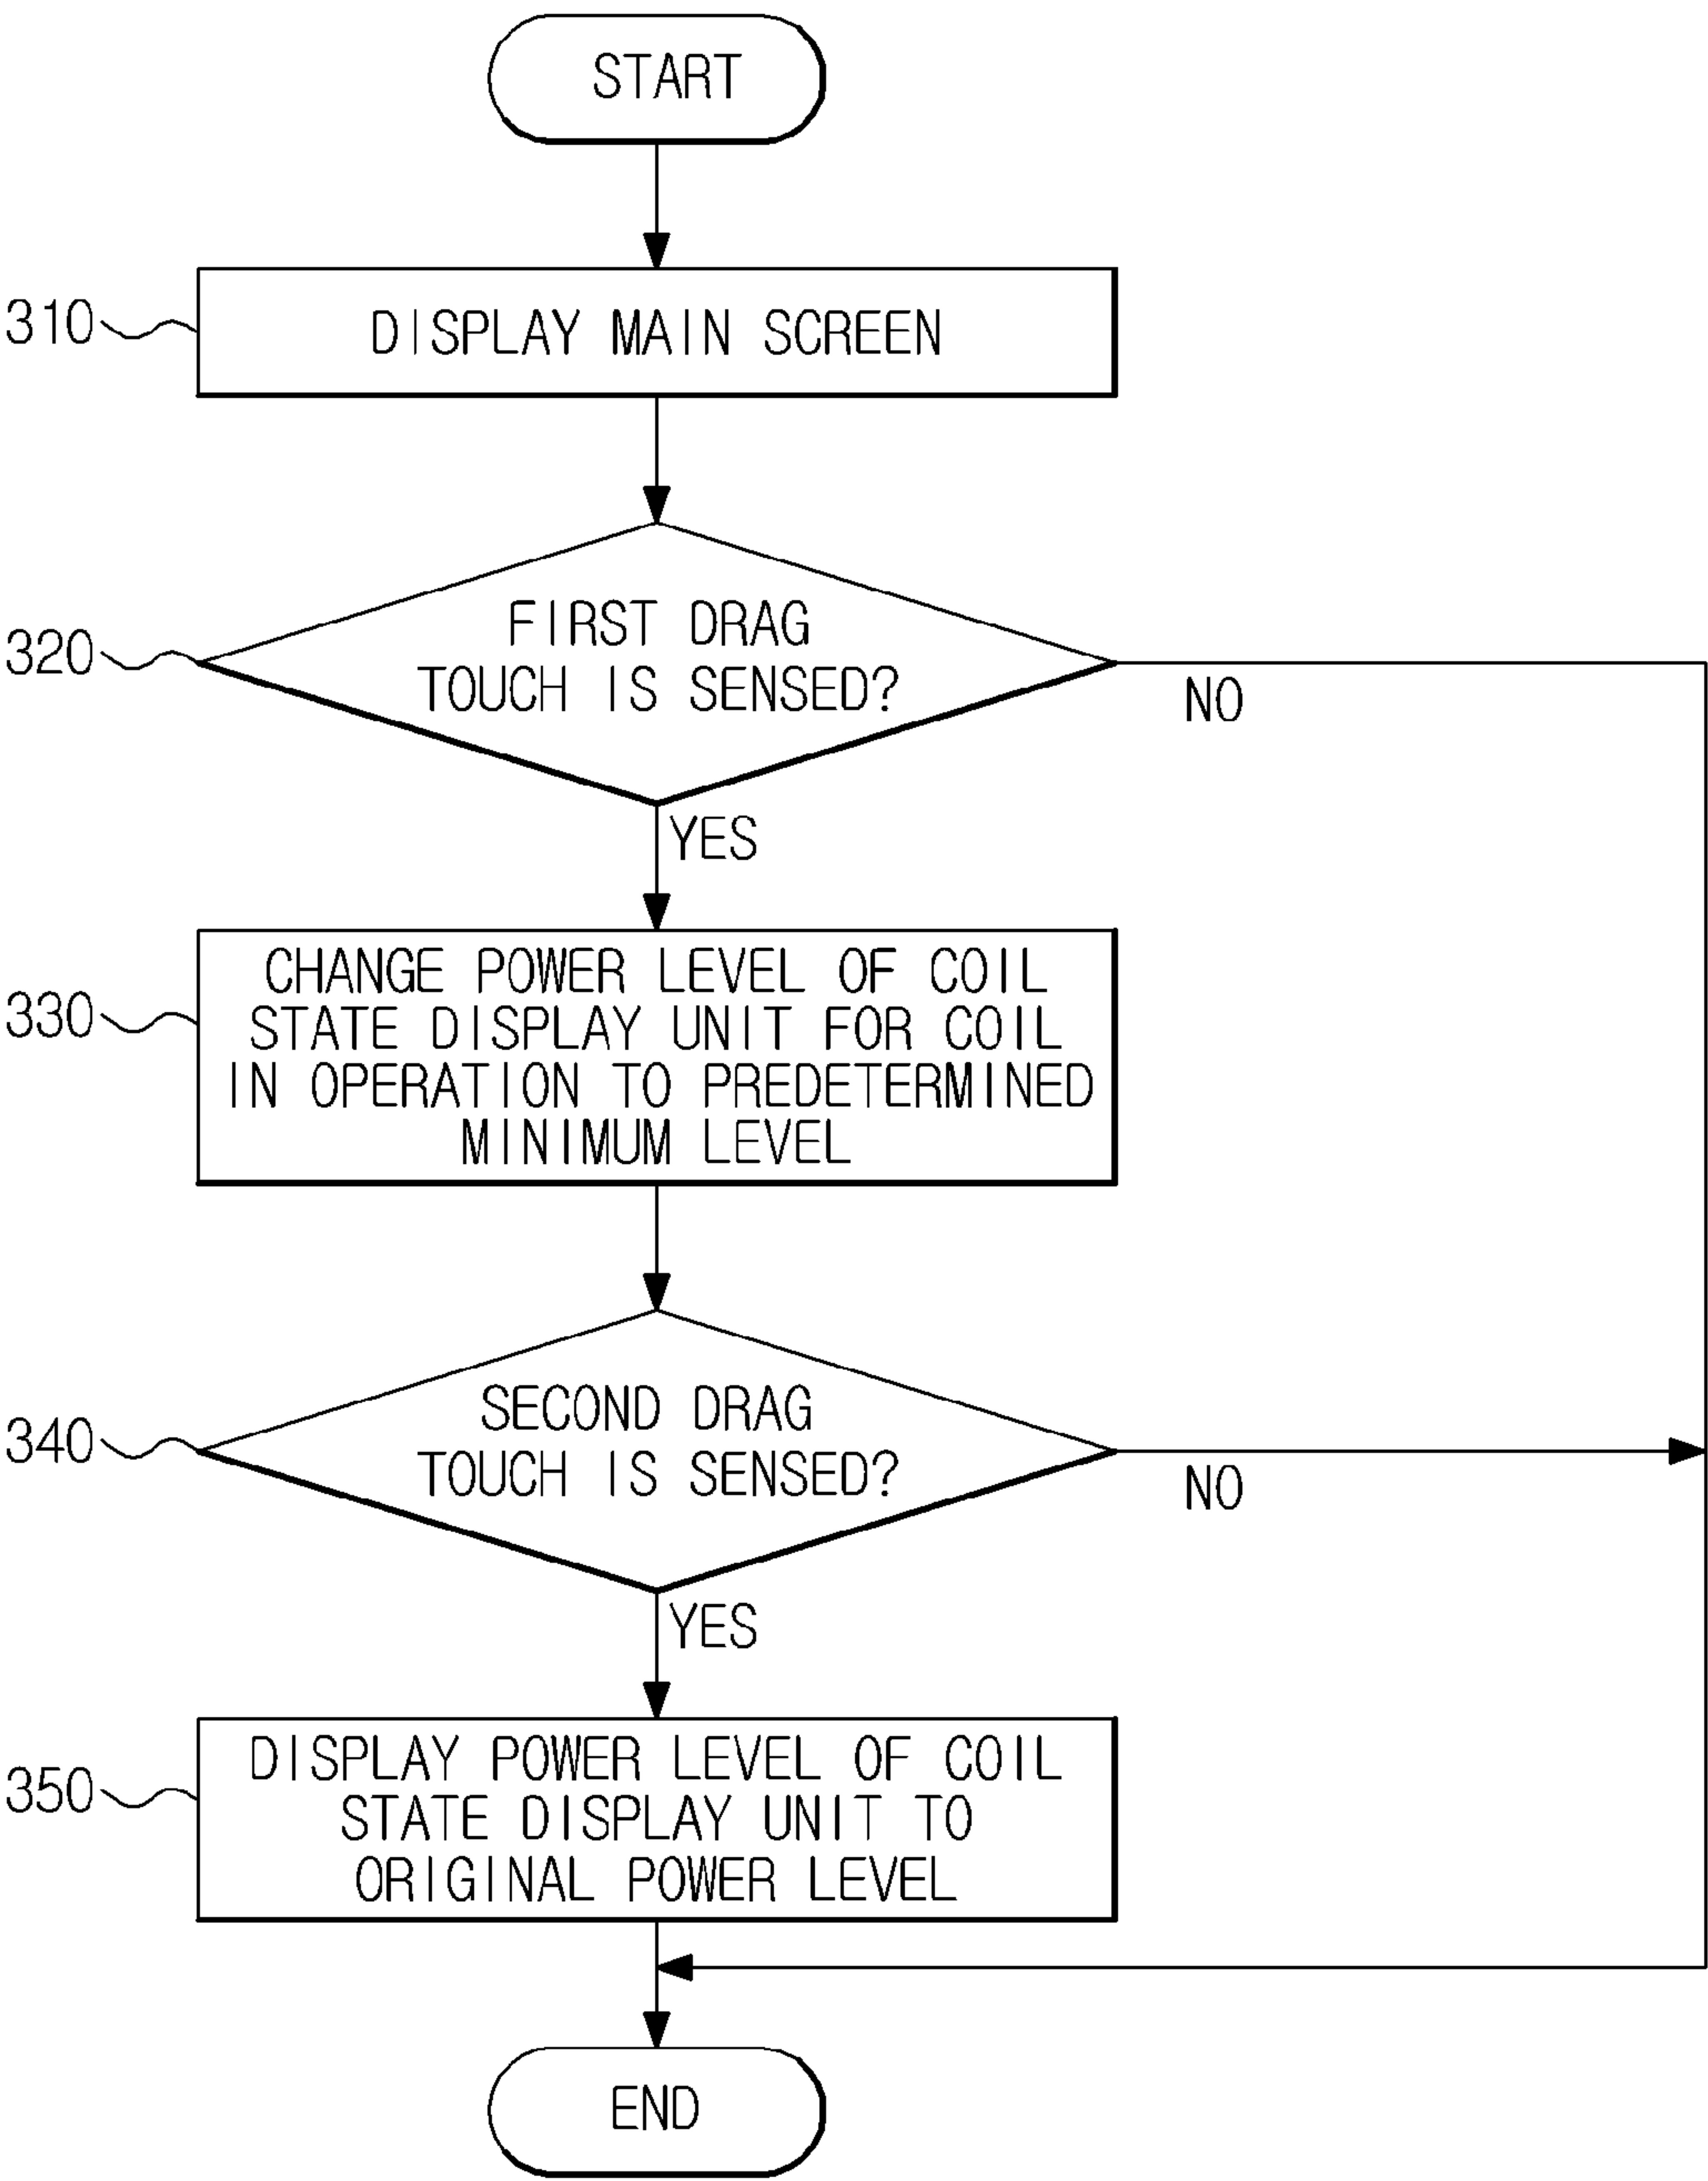 START
310
DISPLAY MAIN SCREEN
320
FIRST DRAG
TOUCH IS SENSED?
NO
YES
330
CHANGE POWER LEVEL OF COIL
STATE DISPLAY UNIT FOR COIL
IN OPERATION TO PREDETERMINED
MINIMUM LEVEL
340
SECOND DRAG
TOUCH IS SENSED?
NO
YES
350
DISPLAY POWER LEVEL OF COIL
STATE DISPLAY UNIT TO
ORIGINAL POWER LEVEL
END